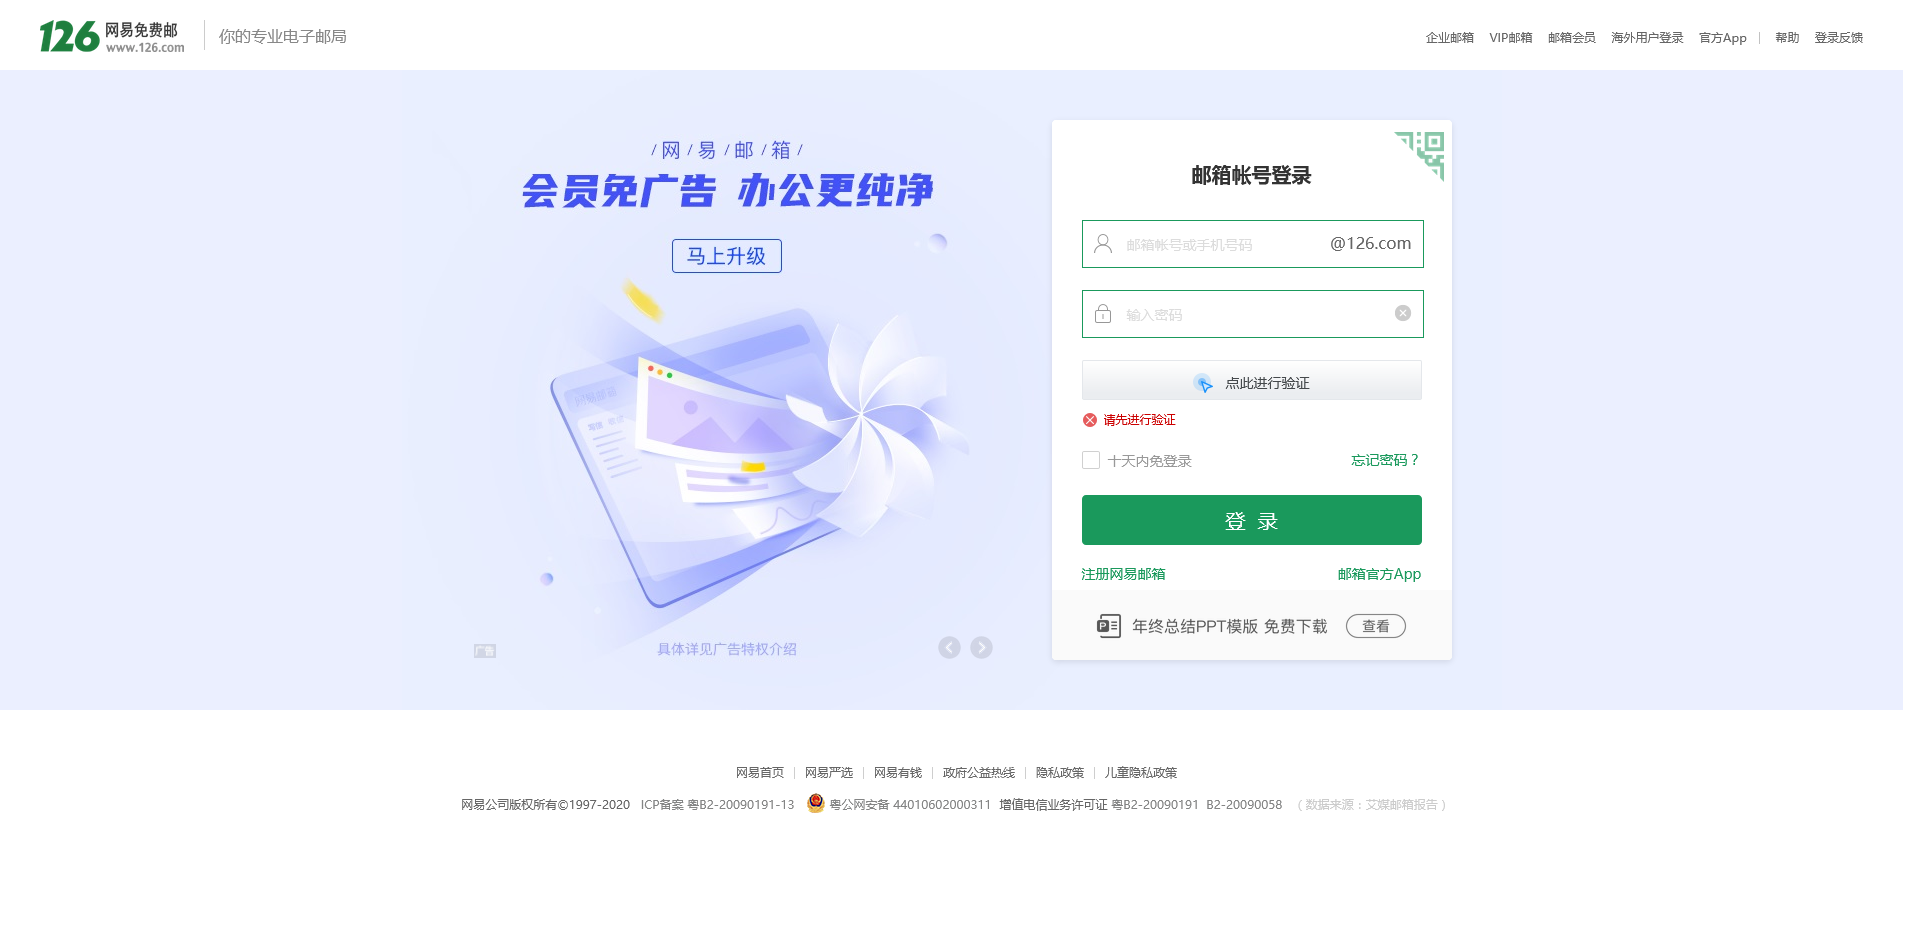 126 网易免费邮
www.126.com
你的专业电子邮局
企业邮箱 VIP邮箱 邮箱会员 海外用户登录 官方App | 帮助 登录反馈
/ 网 / 易 / 邮 / 箱 /
会员免广告 办公更纯净
马上升级
具体详见广告特权介绍
广告
邮箱帐号登录
邮箱帐号或手机号码 @126.com
输入密码
点此进行验证
请先进行验证
十天内免登录 忘记密码？
登 录
注册网易邮箱 邮箱官方App
年终总结PPT模版 免费下载 查看
网易首页 | 网易严选 | 网易有钱 | 政府公益热线 | 隐私政策 | 儿童隐私政策
网易公司版权所有©1997-2020 ICP备案 粤B2-20090191-13 粤公网安备 44010602000311 增值电信业务许可证 粤B2-20090191 B2-20090058 （数据来源：艾媒邮箱报告）